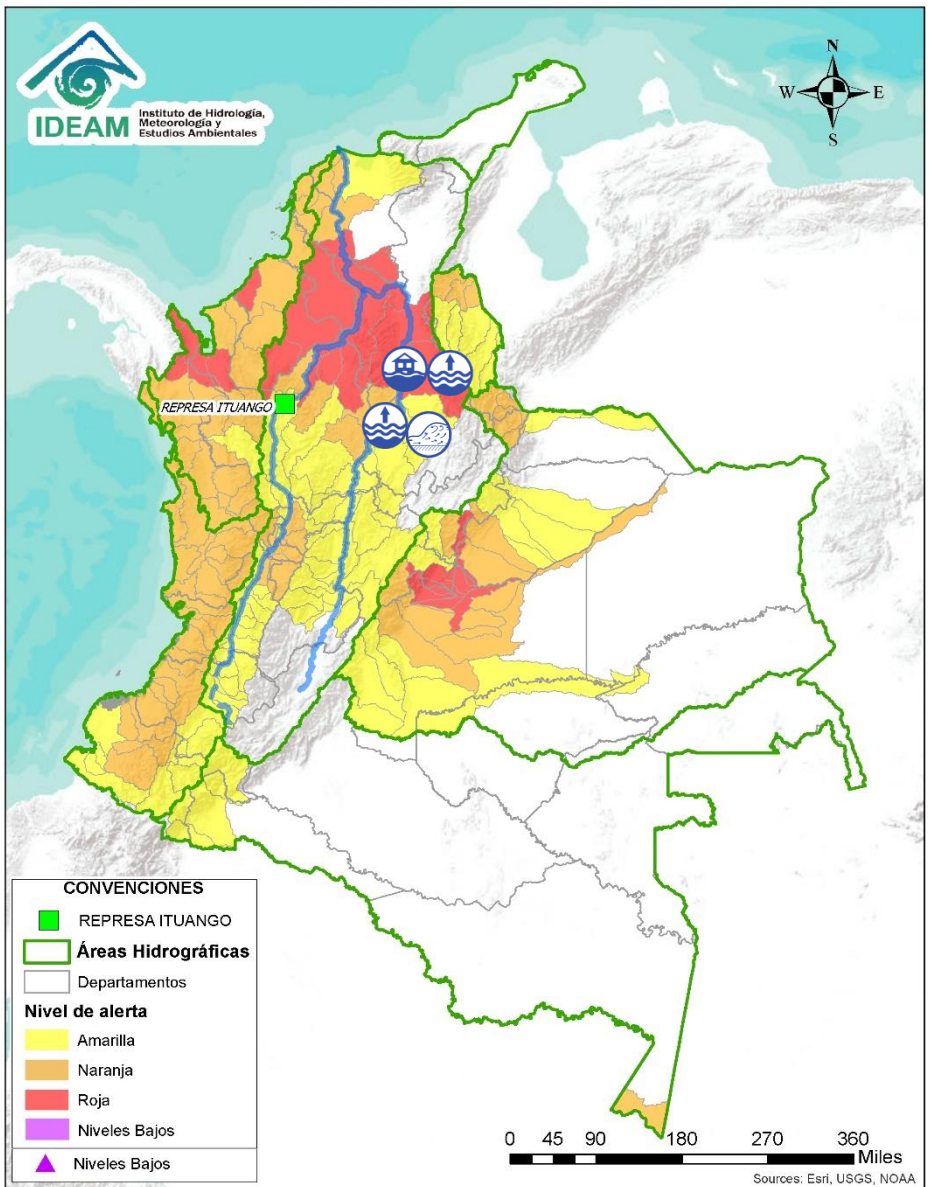 IDEAM
Instituto de Hidrología,
Meteorología y
Estudios Ambientales
N
W
E
S
REPRESA ITUANGO
CONVENCIONES
REPRESA ITUANGO
Áreas Hidrográficas
Departamentos
Nivel de alerta
Amarilla
Naranja
Roja
Niveles Bajos
Niveles Bajos
0 45 90 180 270 360
Miles
Sources: Esri, USGS, NOAA